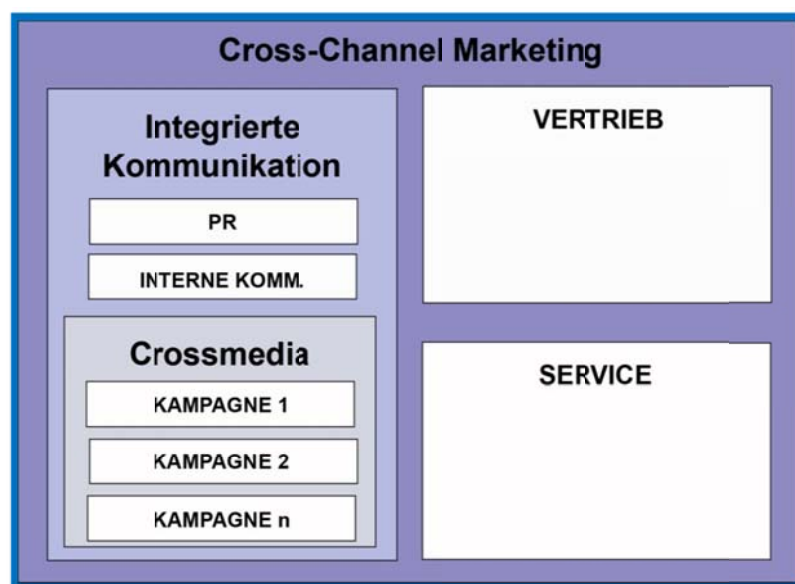 Cross-Channel Marketing
Integrierte
Kommunikation
PR
INTERNE KOMM.
Crossmedia
KAMPAGNE 1
KAMPAGNE 2
KAMPAGNE n
VERTRIEB
SERVICE